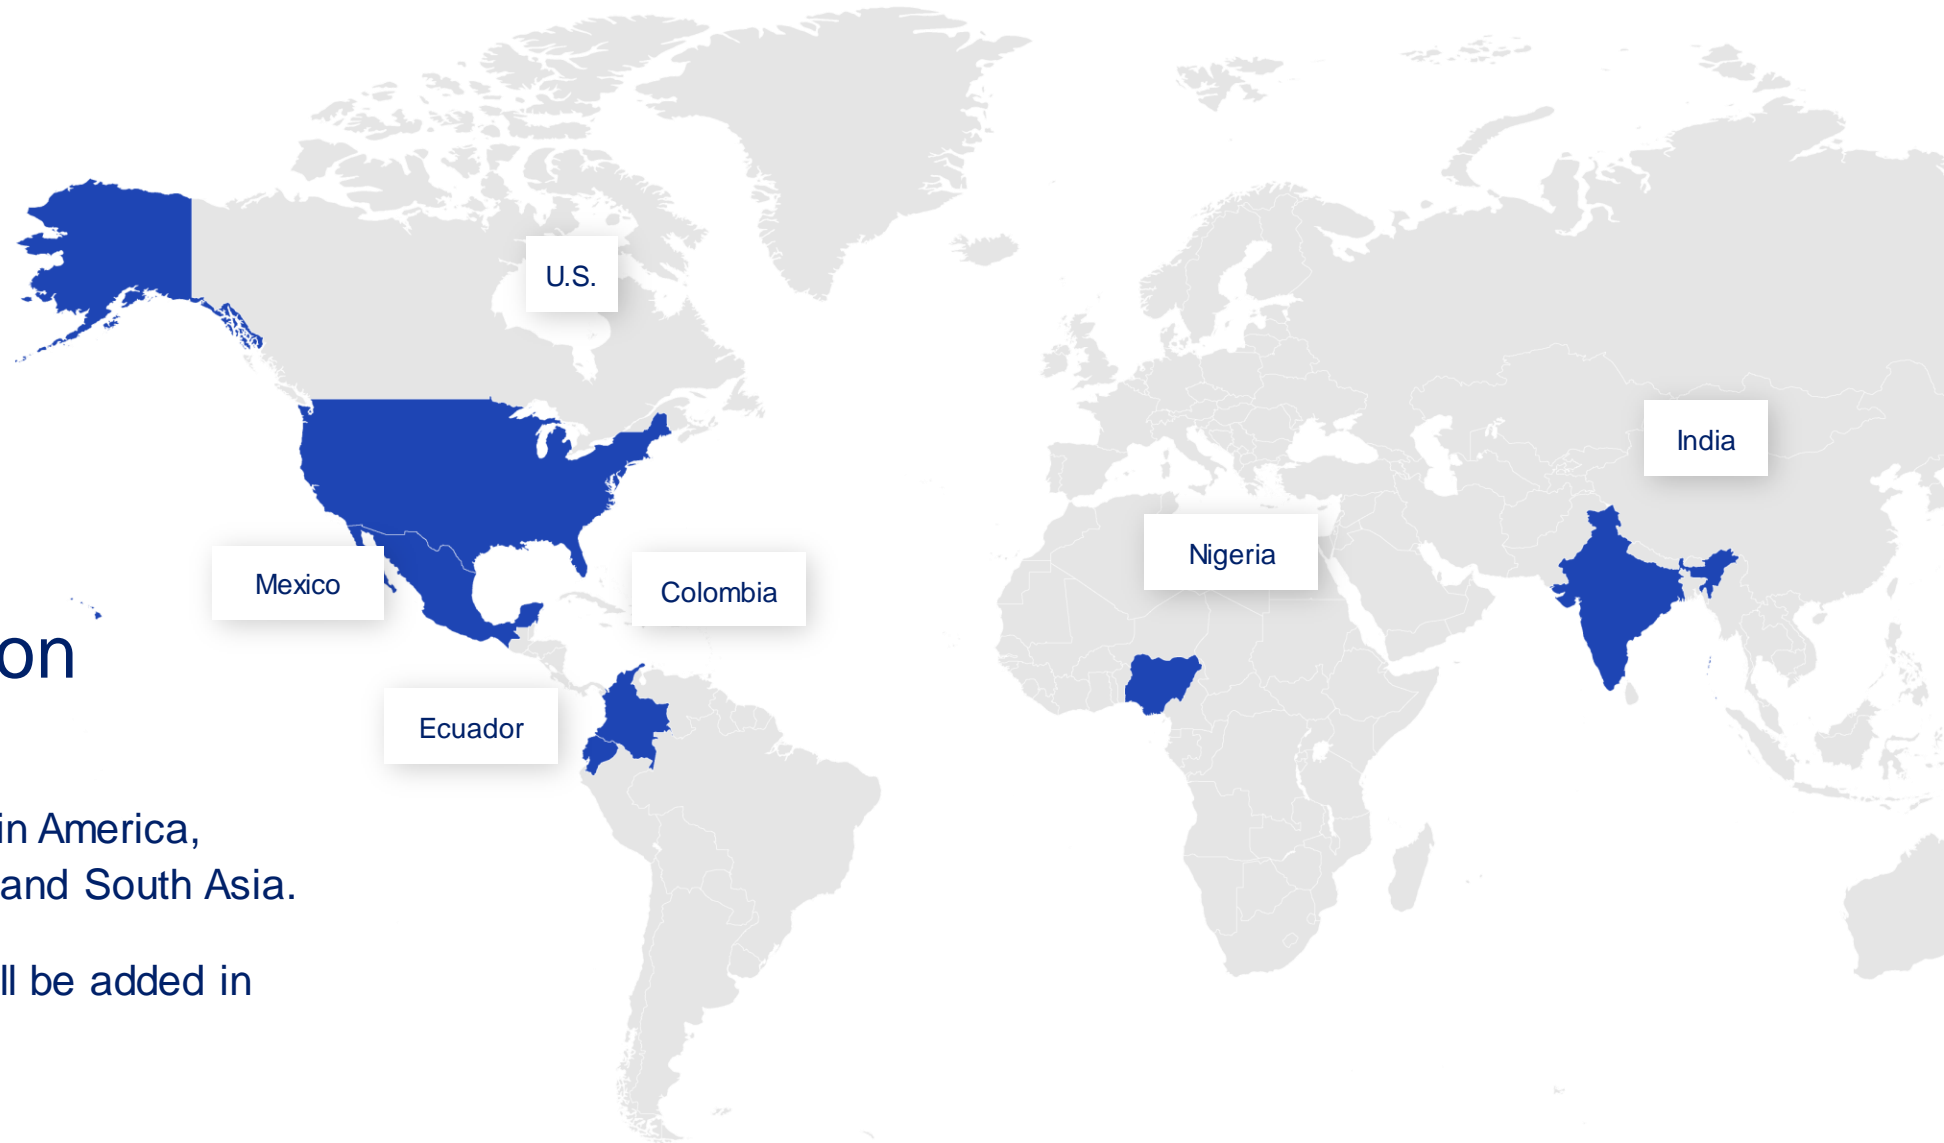 U.S.
India
Nigeria
Mexico
Colombia
on
Ecuador
in America,
and South Asia.
ll be added in